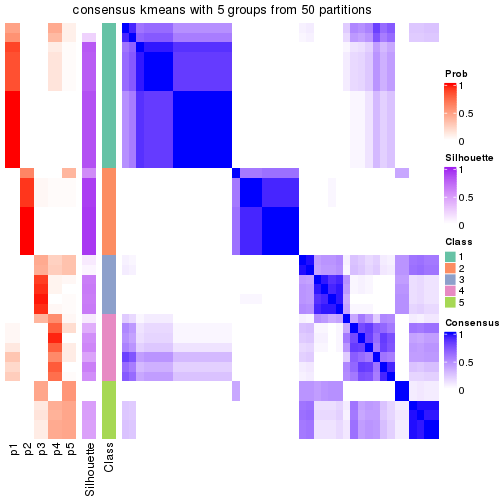 consensus kmeans with 5 groups from 50 partitions
Prob
1
0.5
0
Silhouette
1
0.5
0
Class
1
2
3
4
5
Consensus
1
0.5
0
p1
p2
p3
p4
p5
Silhouette
Class